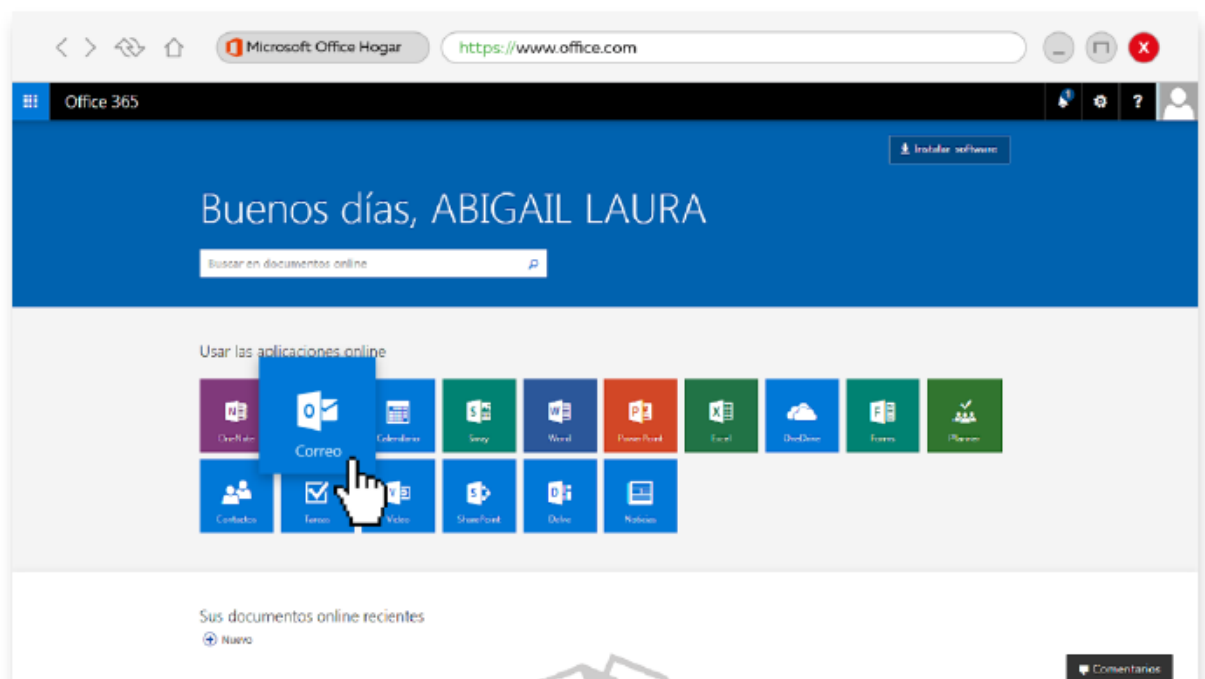 Microsoft Office Hogar
https://www.office.com
Office 365
?
Instalar software
Buenos días, ABIGAIL LAURA
Buscar en documentos online
Usar las aplicaciones online
OneNote
Correo
Calendario
Sway
Word
PowerPoint
Excel
OneDrive
Forms
Planner
Contactos
Tareas
Video
SharePoint
Delve
Noticias
Sus documentos online recientes
Nuevo
Comentarios